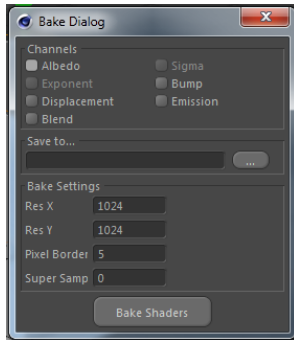 Bake Dialog
Channels
Albedo Sigma
Exponent Bump
Displacement Emission
Blend
Save to...
...
Bake Settings
Res X 1024
Res Y 1024
Pixel Border 5
Super Samp 0
Bake Shaders